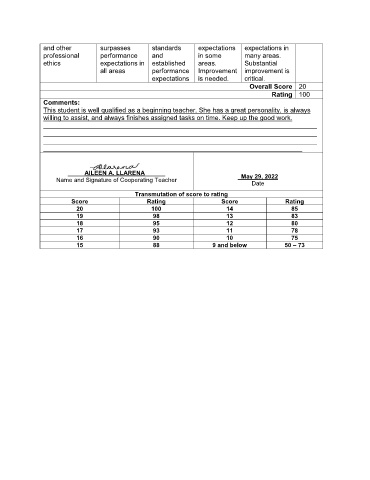 and other surpasses standards expectations expectations in
professional performance and in some many areas.
ethics expectations in established areas. Substantial
all areas performance Improvement improvement is
expectations is needed. critical.
Overall Score 20
Rating 100
Comments:
This student is well qualified as a beginning teacher. She has a great personality, is always
willing to assist, and always finishes assigned tasks on time. Keep up the good work.
allarena
AILEEN A. LLARENA
Name and Signature of Cooperating Teacher
May 29, 2022
Date
Transmutation of score to rating
Score Rating Score Rating
20 100 14 85
19 98 13 83
18 95 12 80
17 93 11 78
16 90 10 75
15 88 9 and below 50 – 73